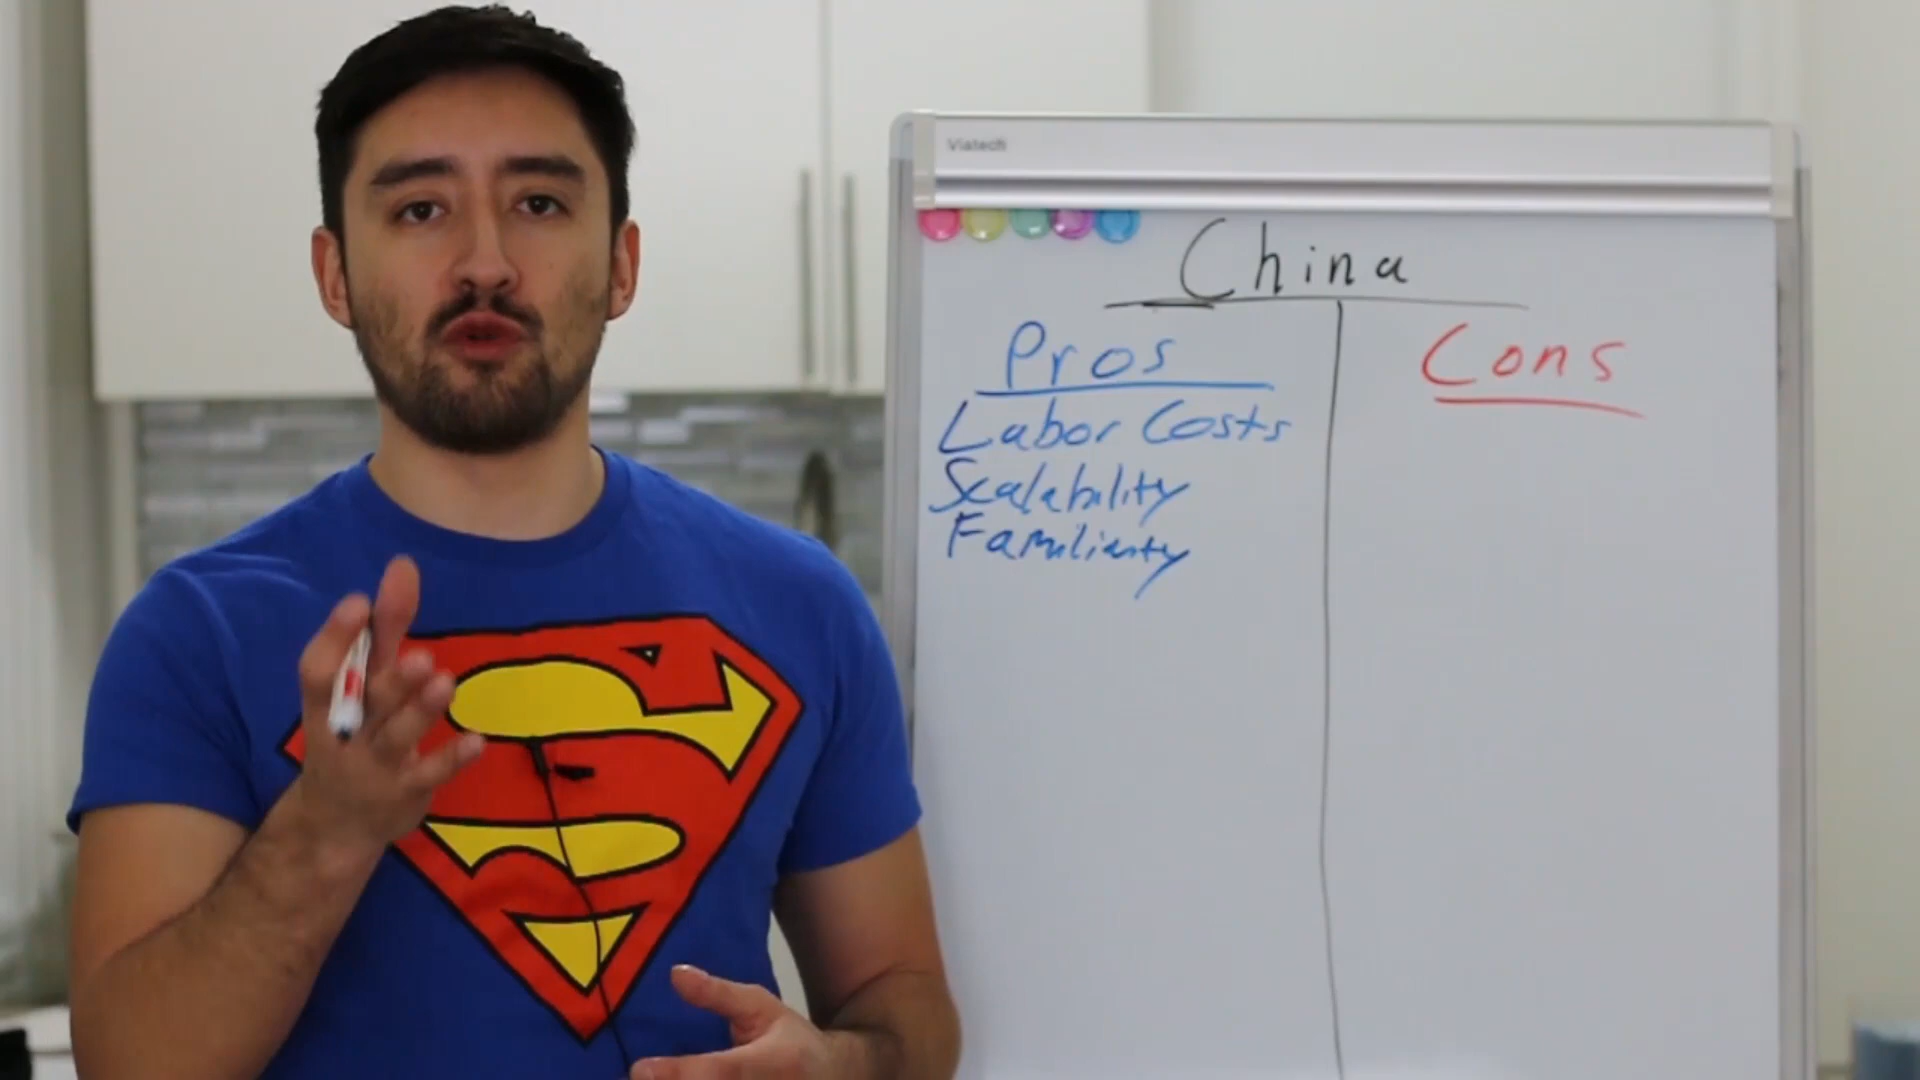 Viatech
China
Pros
Cons
Labor Costs
Scalability
Familiarity